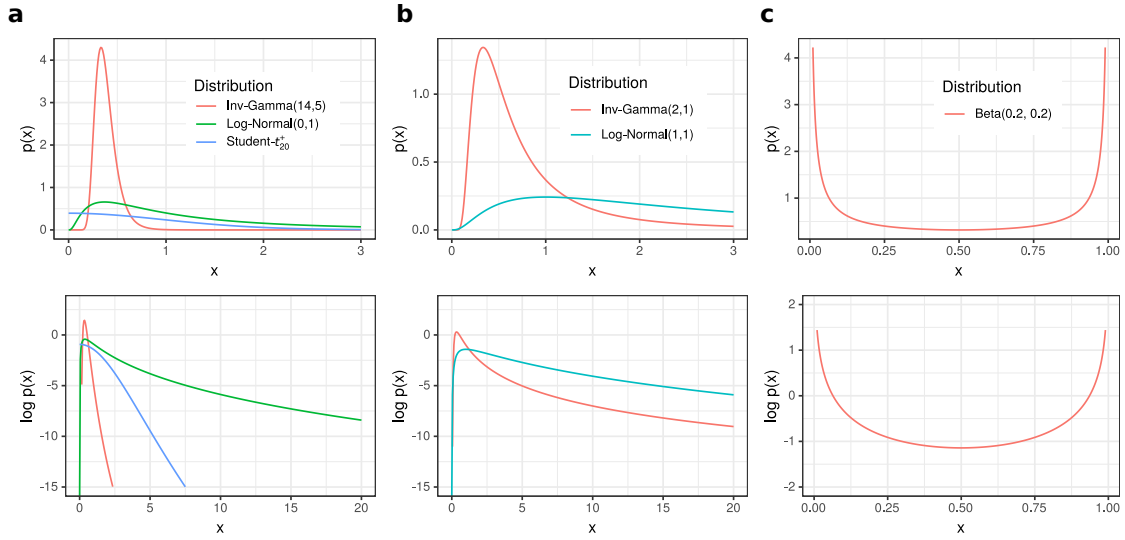 a
b
c
4
3
2
1
0
p(x)
Distribution
Inv-Gamma(14,5)
Log-Normal(0,1)
Student-t⁺₂₀
0
1
2
3
x
1.0
0.5
0.0
p(x)
Distribution
Inv-Gamma(2,1)
Log-Normal(1,1)
0
1
2
3
x
4
3
2
1
p(x)
Distribution
Beta(0.2, 0.2)
0.00
0.25
0.50
0.75
1.00
x
0
-5
-10
-15
log p(x)
0
5
10
15
20
x
0
-5
-10
-15
log p(x)
0
5
10
15
20
x
2
1
0
-1
-2
log p(x)
0.00
0.25
0.50
0.75
1.00
x